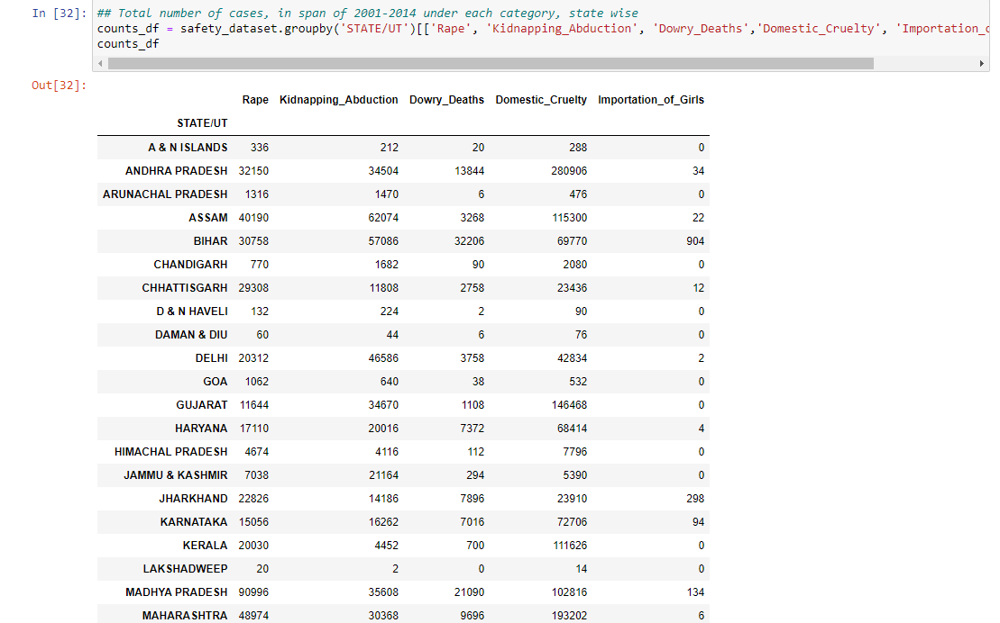 In [32]: ## Total number of cases, in span of 2001-2014 under each category, state wise
counts_df = safety_dataset.groupby('STATE/UT')[['Rape', 'Kidnapping_Abduction', 'Dowry_Deaths','Domestic_Cruelty', 'Importation_
counts_df
Out[32]:
Rape Kidnapping_Abduction Dowry_Deaths Domestic_Cruelty Importation_of_Girls
STATE/UT
A & N ISLANDS 336 212 20 288 0
ANDHRA PRADESH 32150 34504 13844 280906 34
ARUNACHAL PRADESH 1316 1470 6 476 0
ASSAM 40190 62074 3268 115300 22
BIHAR 30758 57086 32206 69770 904
CHANDIGARH 770 1682 90 2080 0
CHHATTISGARH 29308 11808 2758 23436 12
D & N HAVELI 132 224 2 90 0
DAMAN & DIU 60 44 6 76 0
DELHI 20312 46586 3758 42834 2
GOA 1062 640 38 532 0
GUJARAT 11644 34670 1108 146468 0
HARYANA 17110 20016 7372 68414 4
HIMACHAL PRADESH 4674 4116 112 7796 0
JAMMU & KASHMIR 7038 21164 294 5390 0
JHARKHAND 22826 14186 7896 23910 298
KARNATAKA 15056 16262 7016 72706 94
KERALA 20030 4452 700 111626 0
LAKSHADWEEP 20 2 0 14 0
MADHYA PRADESH 90996 35608 21090 102816 134
MAHARASHTRA 48974 30368 9696 193202 6